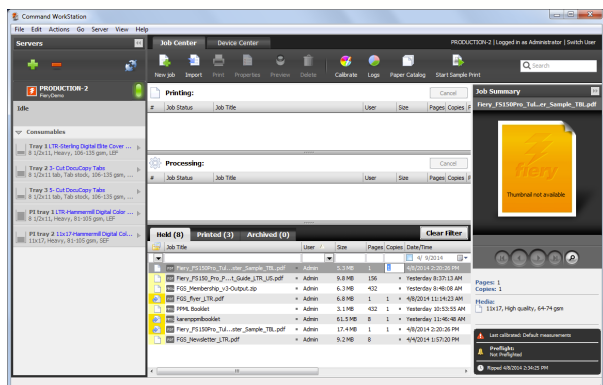 Command WorkStation
File Edit Actions Go Server View Help
Servers
Job Center Device Center
PRODUCTION-2 | Logged in as Administrator | Switch User
New job Import Print Properties Preview Delete Calibrate Logs Paper Catalog Start Sample Print
Search
PRODUCTION-2
FieryDemo
Idle
Consumables
Tray 1 LTR-Sterling Digital Elite Cover ...
8 1/2x11, Heavy, 106-135 gsm, LEF
Tray 2 3- Cut DocuCopy Tabs
8 1/2x11 tab, Tab stock, 106-135 gsm, ...
Tray 3 5- Cut DocuCopy Tabs
8 1/2x11 tab, Tab stock, 106-135 gsm, ...
PI tray 1 LTR-Hammermill Digital Color ...
8 1/2x11, Heavy, 81-105 gsm, LEF
PI tray 2 11x17-Hammermill Digital Col...
11x17, Heavy, 81-105 gsm, SEF
Printing: Cancel
# Job Status Job Title User Size Pages Copies F
Processing: Cancel
# Job Status Job Title User Size Pages Copies F
Held (8) Printed (3) Archived (0) Clear Filter
Job Title User Size Pages Copies Date/Time
4/ 9/2014
Fiery_FS150Pro_Tul...ster_Sample_TBL.pdf Admin 5.3 MB 1 4/8/2014 2:20:26 PM
Fiery_FS150_Pro_P...t_Guide_LTR_US.pdf Admin 9.8 MB 156 Yesterday 8:37:13 AM
FGS_Membership_v3-Output.zip Admin 6.3 MB 432 Yesterday 8:48:08 AM
FGS_flyer_LTR.pdf Admin 6.8 MB 1 1 4/8/2014 11:14:23 AM
PPML Booklet Admin 3.1 MB 432 1 Yesterday 10:53:55 AM
karenppmlbooklet Admin 61.5 MB 8 1 Yesterday 11:46:48 AM
Fiery_FS150Pro_Tul...ster_Sample_TBL.pdf Admin 17.4 MB 1 4/8/2014 2:20:26 PM
FGS_Newsletter_LTR.pdf Admin 9.2 MB 8 4/4/2014 1:57:20 PM
Job Summary
Fiery_FS150Pro_Tul...er_Sample_TBL.pdf
fiery
Thumbnail not available
Pages: 1
Copies: 1
Media:
11x17, High quality, 64-74 gsm
Last calibrated: Default measurements
Preflight:
Not Preflighted
Ripped 4/8/2014 2:34:25 PM